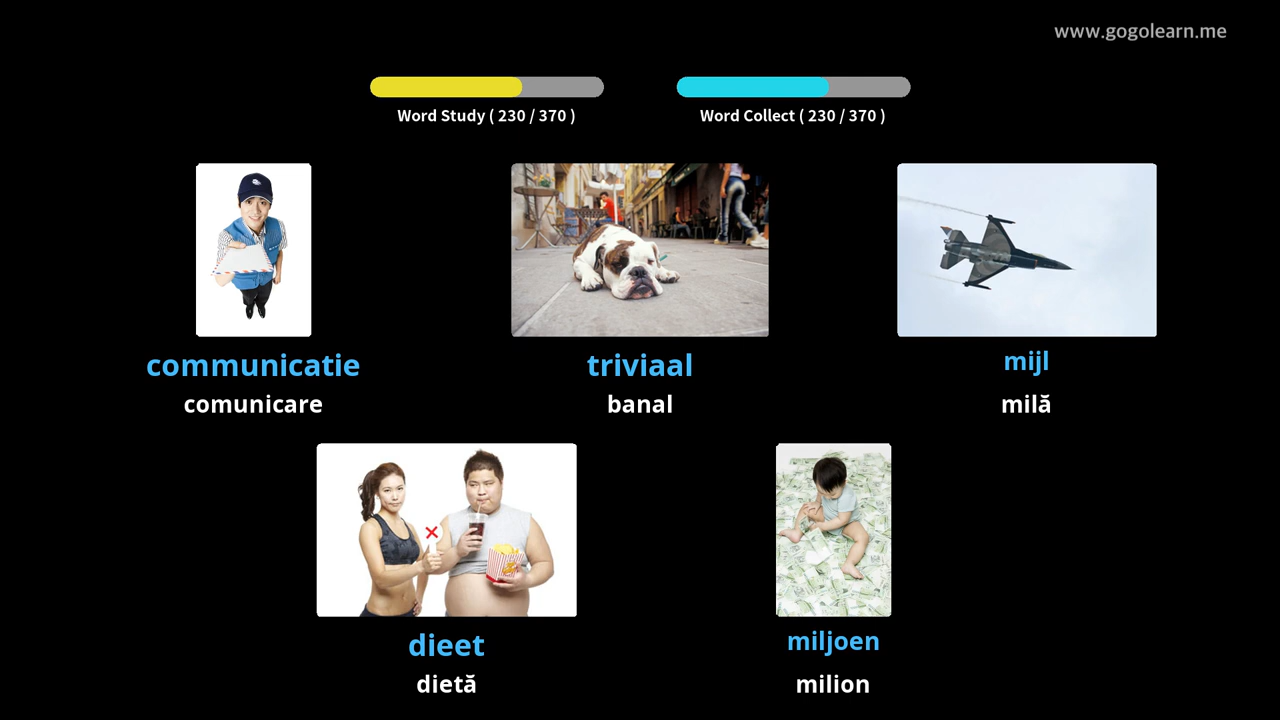 www.gogolearn.me
Word Study ( 230 / 370 )
Word Collect ( 230 / 370 )
communicatie
comunicare
triviaal
banal
mijl
milă
dieet
dietă
miljoen
milion